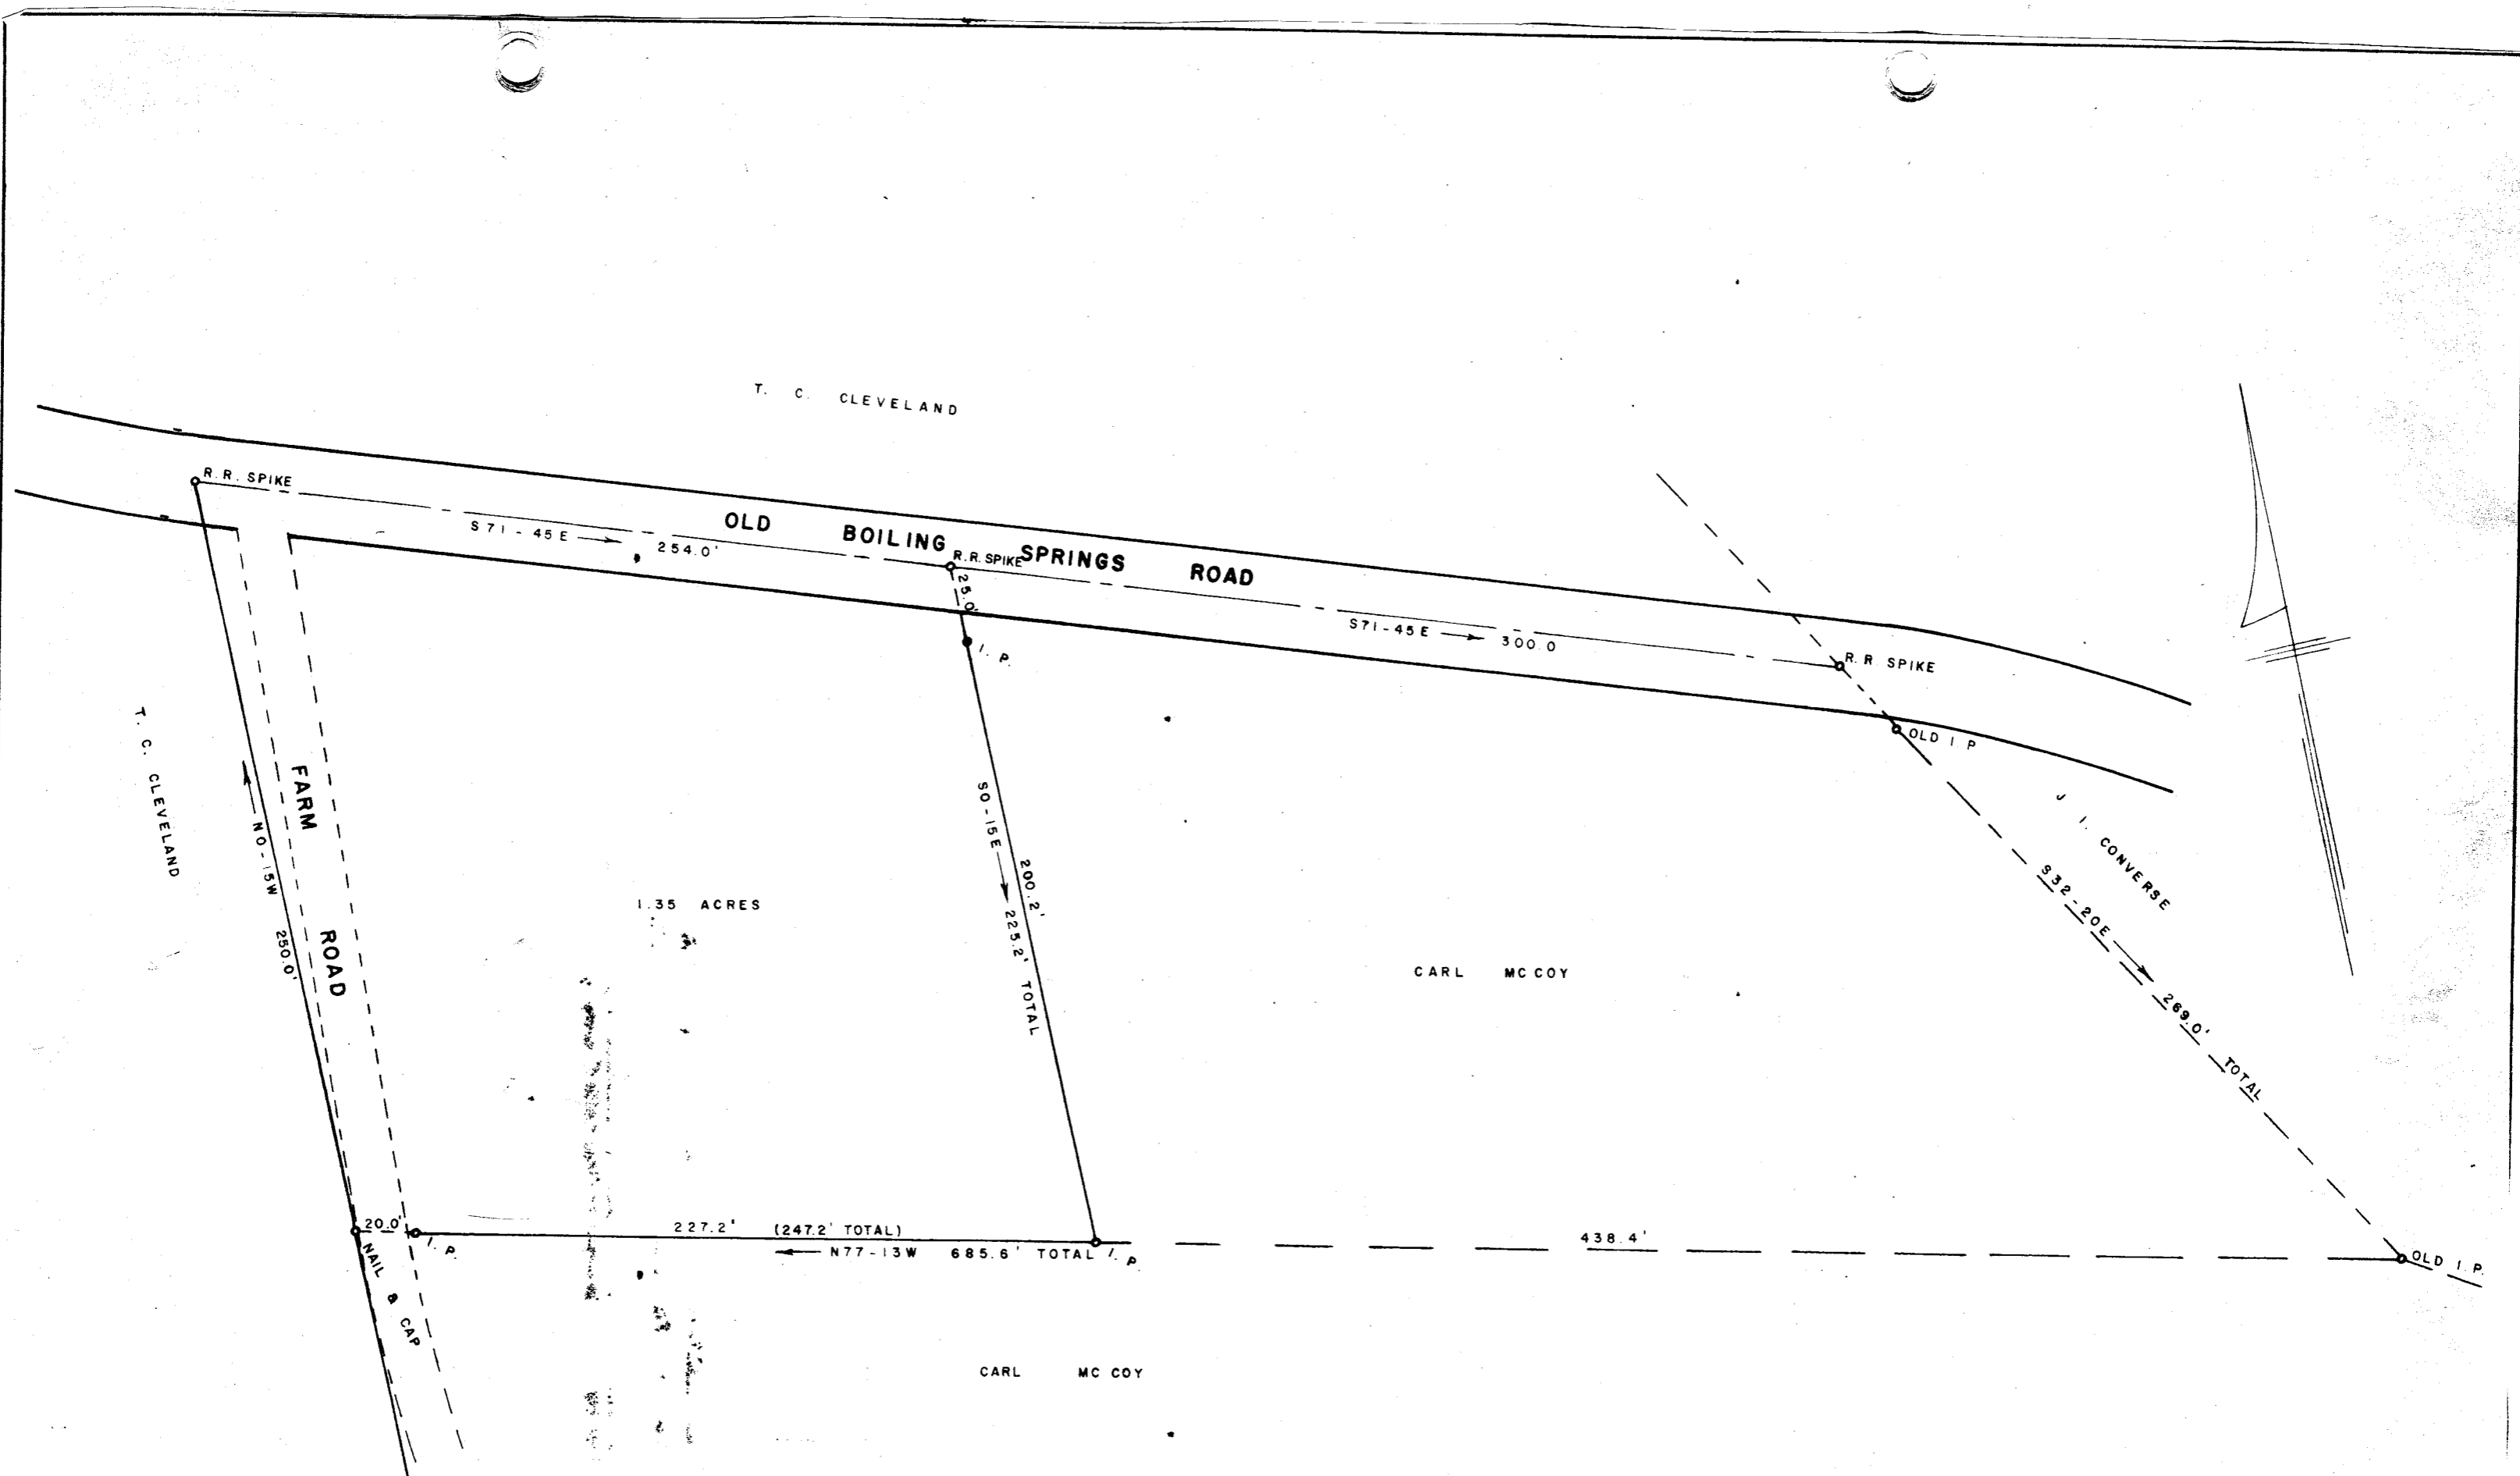 T. C. CLEVELAND
R.R. SPIKE
S71-45E 254.0'
OLD BOILING SPRINGS ROAD
R.R. SPIKE
25.0'
I. P.
S71-45E 300.0
R.R. SPIKE
OLD I. P
T. C. CLEVELAND
N0-15W 250.0'
FARM ROAD
1.35 ACRES
S0-15E 225.2' TOTAL
200.2'
CARL MC COY
J. I. CONVERSE
S32-20E 269.0' TOTAL
20.0'
I. P.
227.2' (247.2' TOTAL)
N77-13W 685.6' TOTAL
I. P.
438.4'
OLD I. P.
NAIL & CAP
CARL MC COY